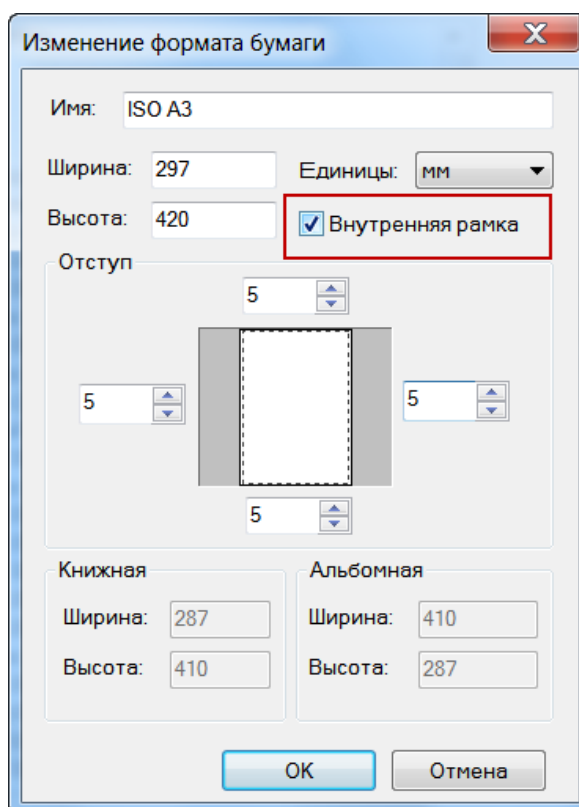 Изменение формата бумаги
Имя: ISO A3
Ширина: 297 Единицы: мм
Высота: 420 Внутренняя рамка
Отступ
5
5 5
5
Книжная Альбомная
Ширина: 287 Ширина: 410
Высота: 410 Высота: 287
OK Отмена